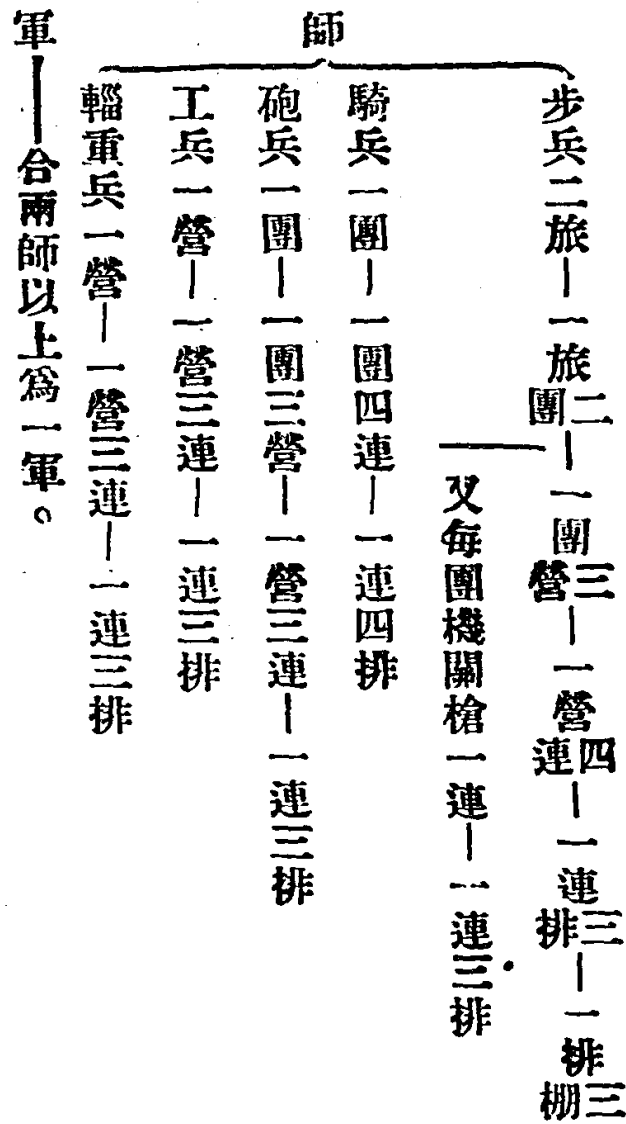 師
步兵二旅—一旅二團—一團三營—一營四連—一連三排—一排三棚
又每團機關槍一連—一連三排
騎兵一團—一團四連—一連四排
砲兵一團—一團三營—一營三連—一連三排
工兵一營—一營三連—一連三排
輜重兵一營—一營三連—一連三排
軍——合兩師以上爲一軍。